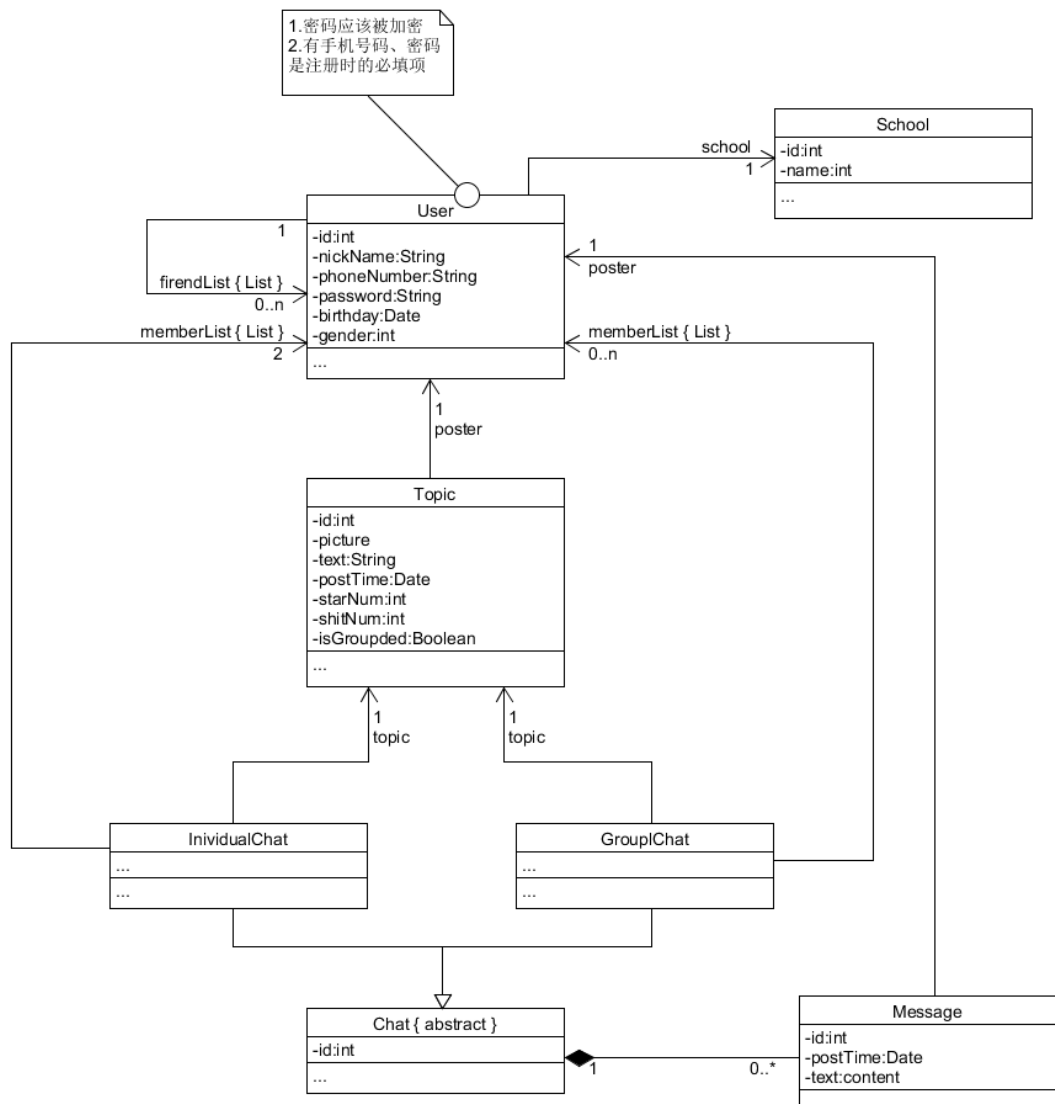 1.密码应该被加密
2.有手机号码、密码
是注册时的必填项
School
-id:int
-name:int
...
school
1
User
-id:int
-nickName:String
-phoneNumber:String
-password:String
-birthday:Date
-gender:int
...
1
firendList { List }
0..n
memberList { List }
2
1
poster
memberList { List }
0..n
1
poster
Topic
-id:int
-picture
-text:String
-postTime:Date
-starNum:int
-shitNum:int
-isGroupded:Boolean
...
1
topic
1
topic
InividualChat
...
...
GrouplChat
...
...
Chat { abstract }
-id:int
...
1
0..*
Message
-id:int
-postTime:Date
-text:content